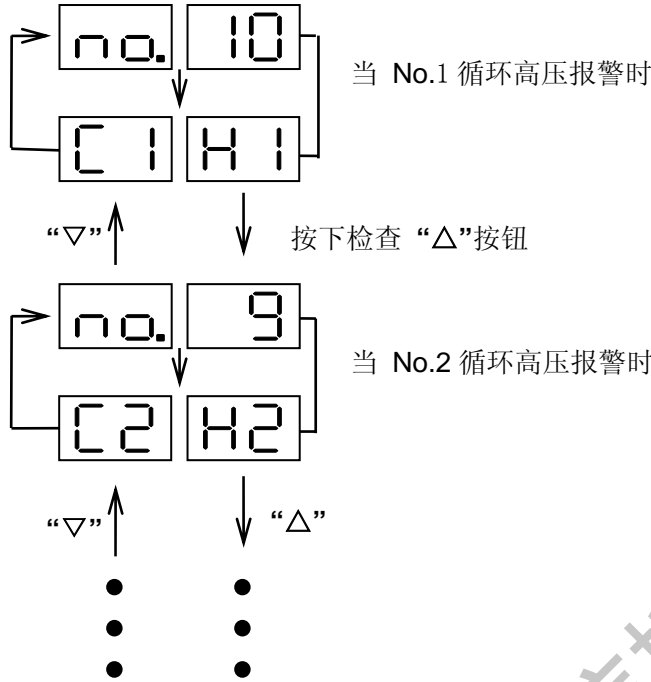 no. 10
当 No.1 循环高压报警时
C1 H1
“▽”
按下检查 “△”按钮
no. 9
当 No.2 循环高压报警时
C2 H2
“▽” “△”